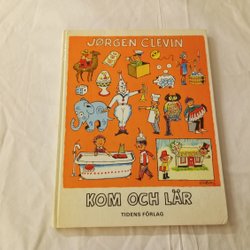 JØRGEN CLEVIN
KOM OCH LÄR
TIDENS FÖRLAG